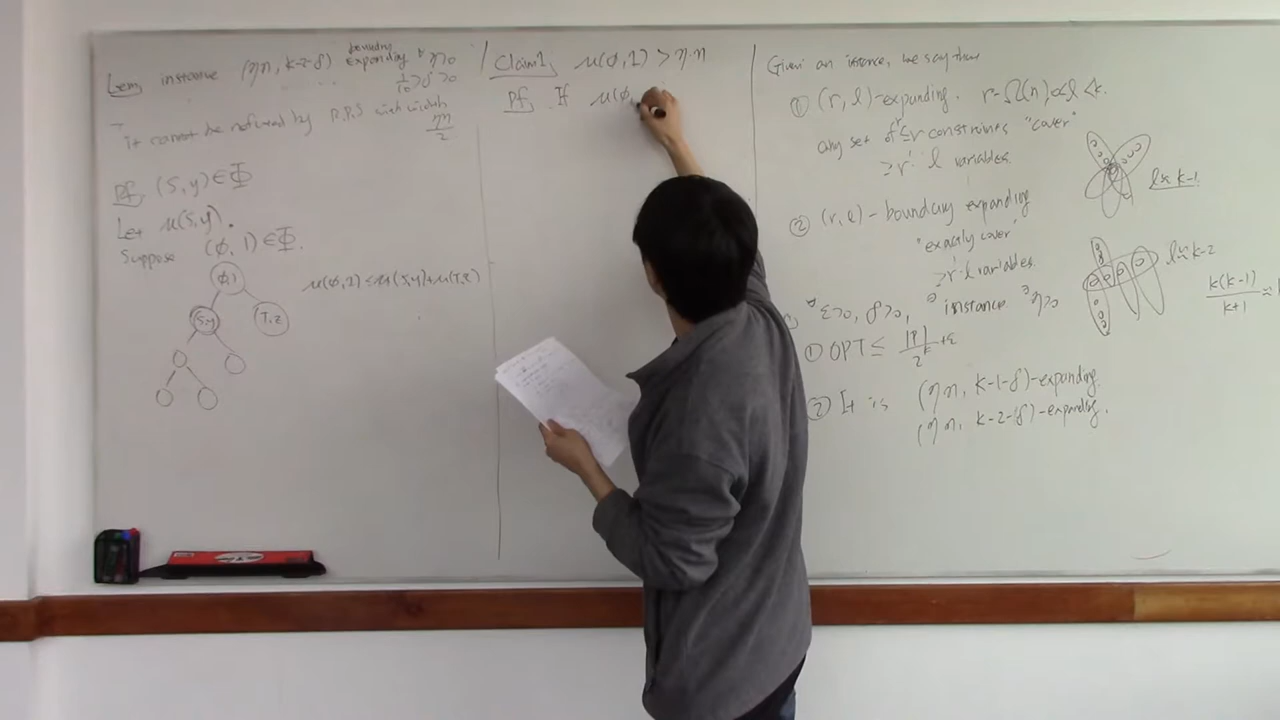 Lem, instance (ηn, k-2-δ) boundary expanding ∀η>0
1/10 > δ > 0
It cannot be refuted by R.P.S with width ηn/2
Pf, (S, y) ∈ Φ
Let μ(S,y).
Suppose (φ, 1) ∈ Φ.
φ,1
μ(φ,1) ≤ μ(S,y)+μ(T,z)
S,y T,z
Claim1, μ(φ,1) > η·n
Pf, If μ(φ,
Given an instance, we say that
① (r, l)-expanding. r=Ω(n), 0<l<k.
any set of r' ≤r constraints "cover"
≥r'·l variables.
l≈k-1
② (r, l)-boundary expanding
"exactly cover"
≥r'·l variables.
l≈k-2
k(k-1)/k+1 ≈
∀ε>0, δ>0, ∃ instance ∃η>0
① OPT ≤ |P|/2^k +ε
② It is (ηn, k-1-δ)-expanding.
(ηn, k-2-δ)-expanding.